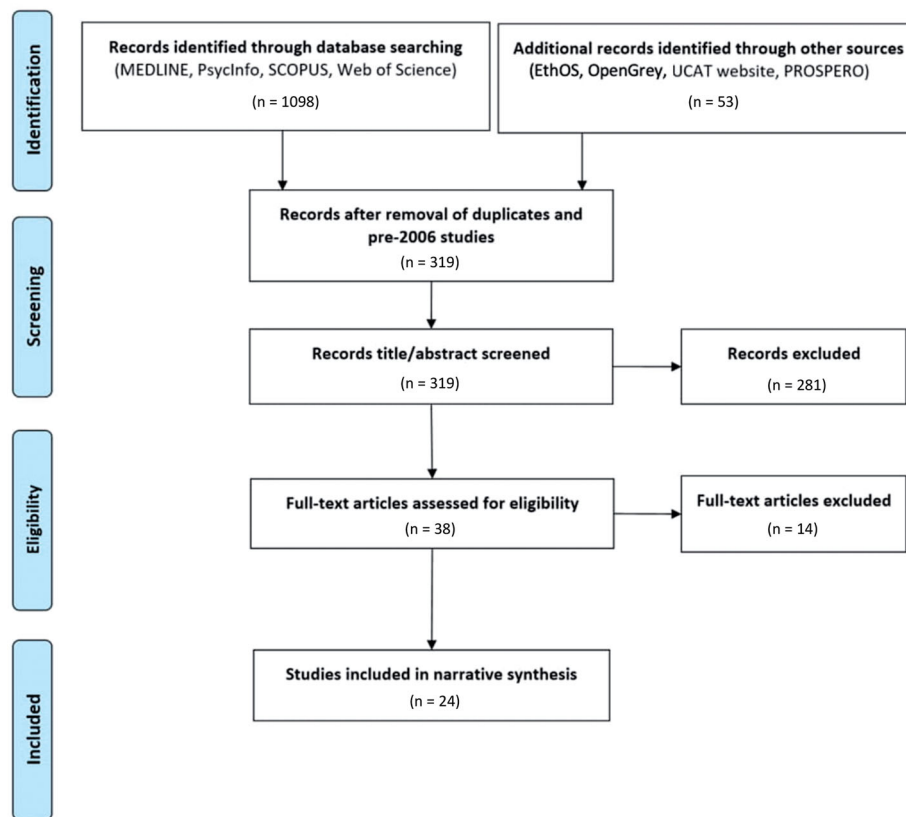 Identification
Records identified through database searching
(MEDLINE, PsycInfo, SCOPUS, Web of Science)
(n = 1098)
Additional records identified through other sources
(EthOS, OpenGrey, UCAT website, PROSPERO)
(n = 53)
Records after removal of duplicates and
pre-2006 studies
(n = 319)
Screening
Records title/abstract screened
(n = 319)
Records excluded
(n = 281)
Eligibility
Full-text articles assessed for eligibility
(n = 38)
Full-text articles excluded
(n = 14)
Included
Studies included in narrative synthesis
(n = 24)